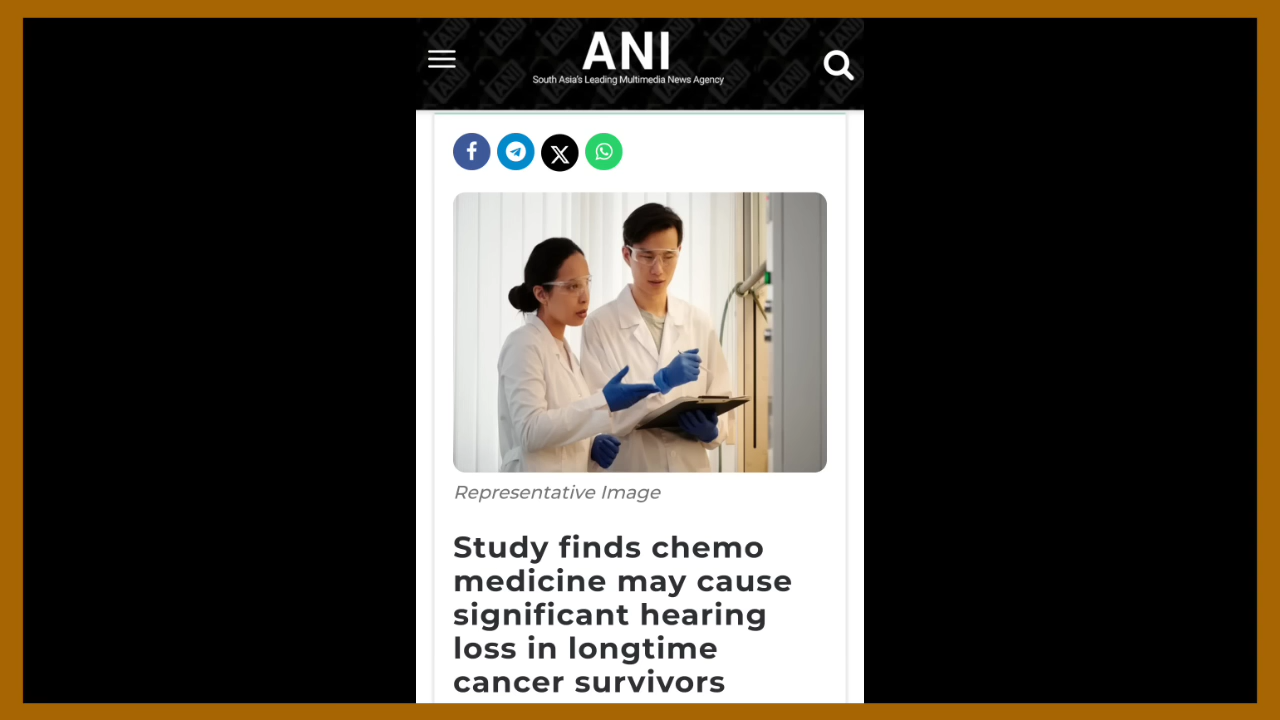 ANI
South Asia's Leading Multimedia News Agency
Representative Image
Study finds chemo
medicine may cause
significant hearing
loss in longtime
cancer survivors